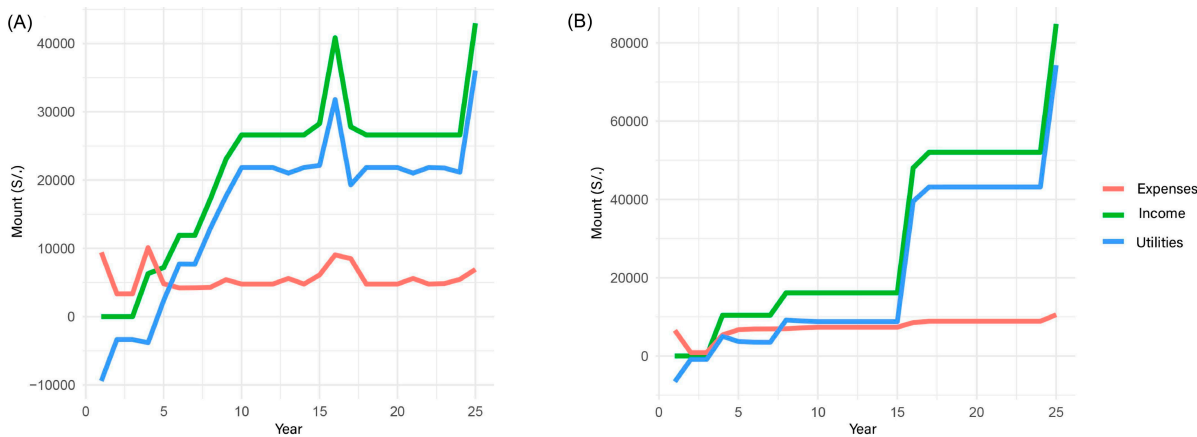 (A)
40000
30000
20000
10000
0
−10000
Mount (S/.)
0 5 10 15 20 25
Year
(B)
80000
60000
40000
20000
0
Mount (S/.)
0 5 10 15 20 25
Year
Expenses
Income
Utilities